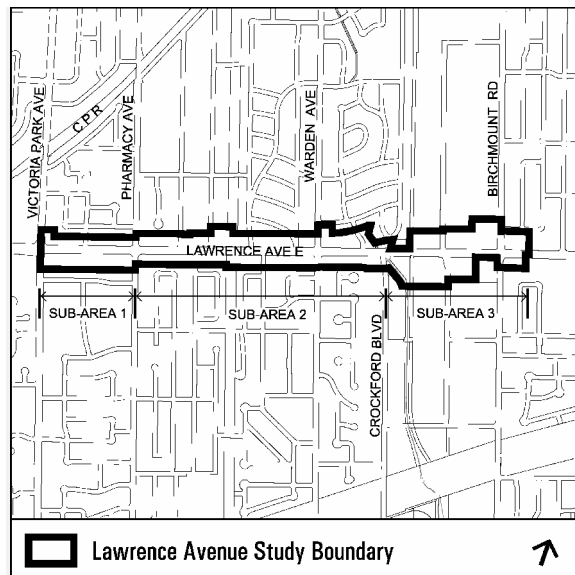 VICTORIA PARK AVE
CPR
PHARMACY AVE
WARDEN AVE
BIRCHMOUNT RD
LAWRENCE AVE E
SUB-AREA 1
SUB-AREA 2
SUB-AREA 3
CROCKFORD BLVD
Lawrence Avenue Study Boundary